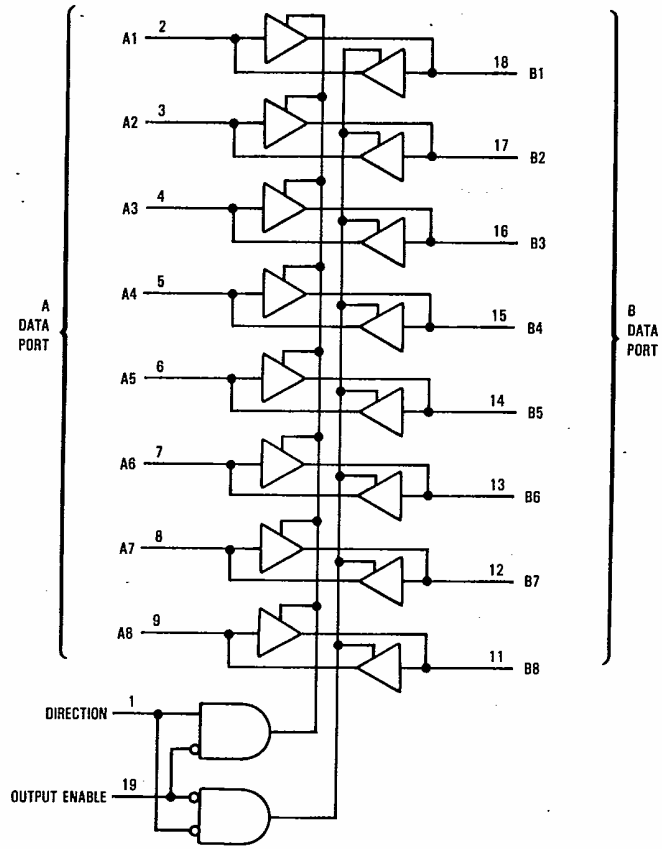 A1 2
18 B1
A2 3
17 B2
A3 4
16 B3
A4 5
15 B4
A
DATA
PORT
B
DATA
PORT
A5 6
14 B5
A6 7
13 B6
A7 8
12 B7
A8 9
11 B8
DIRECTION 1
OUTPUT ENABLE 19